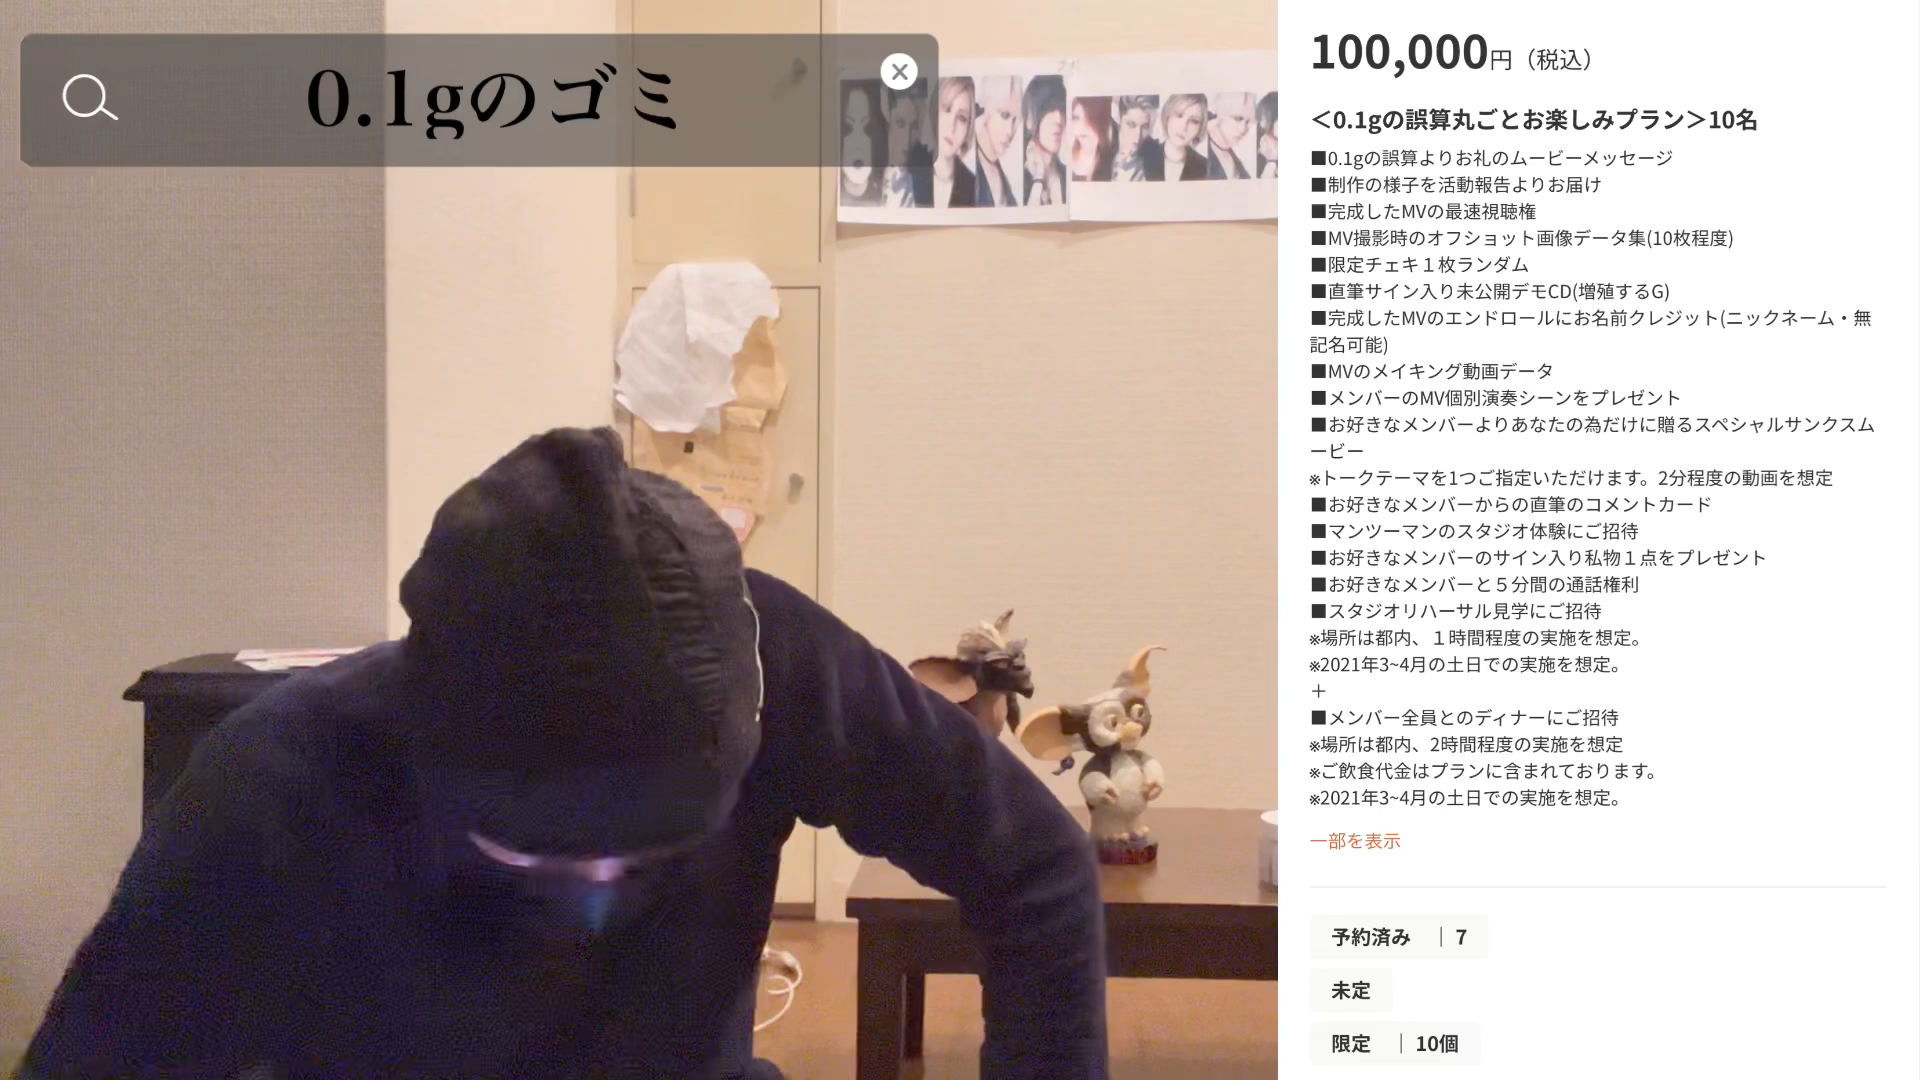 0.1gのゴミ
100,000円（税込）
＜0.1gの誤算丸ごとお楽しみプラン＞10名
■0.1gの誤算よりお礼のムービーメッセージ
■制作の様子を活動報告よりお届け
■完成したMVの最速視聴権
■MV撮影時のオフショット画像データ集(10枚程度)
■限定チェキ１枚ランダム
■直筆サイン入り未公開デモCD(増殖するG)
■完成したMVのエンドロールにお名前クレジット(ニックネーム・無
記名可能)
■MVのメイキング動画データ
■メンバーのMV個別演奏シーンをプレゼント
■お好きなメンバーよりあなたの為だけに贈るスペシャルサンクスム
ービー
※トークテーマを1つご指定いただけます。2分程度の動画を想定
■お好きなメンバーからの直筆のコメントカード
■マンツーマンのスタジオ体験にご招待
■お好きなメンバーのサイン入り私物１点をプレゼント
■お好きなメンバーと５分間の通話権利
■スタジオリハーサル見学にご招待
※場所は都内、１時間程度の実施を想定。
※2021年3~4月の土日での実施を想定。
＋
■メンバー全員とのディナーにご招待
※場所は都内、2時間程度の実施を想定
※ご飲食代金はプランに含まれております。
※2021年3~4月の土日での実施を想定。
一部を表示
予約済み ｜7
未定
限定 ｜10個